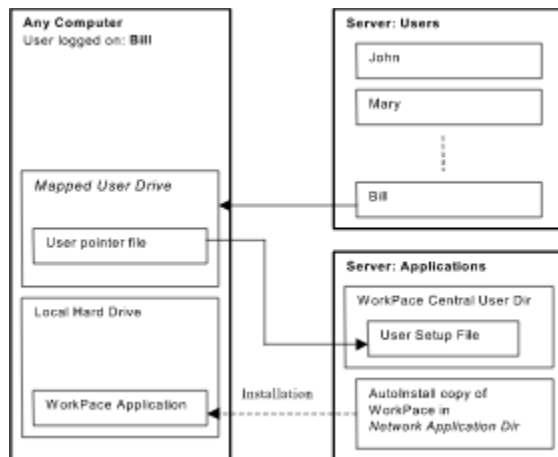 Any Computer
User logged on: Bill
Mapped User Drive
User pointer file
Local Hard Drive
WorkPace Application
Installation
Server: Users
John
Mary
Bill
Server: Applications
WorkPace Central User Dir
User Setup File
AutoInstall copy of
WorkPace in
Network Application Dir